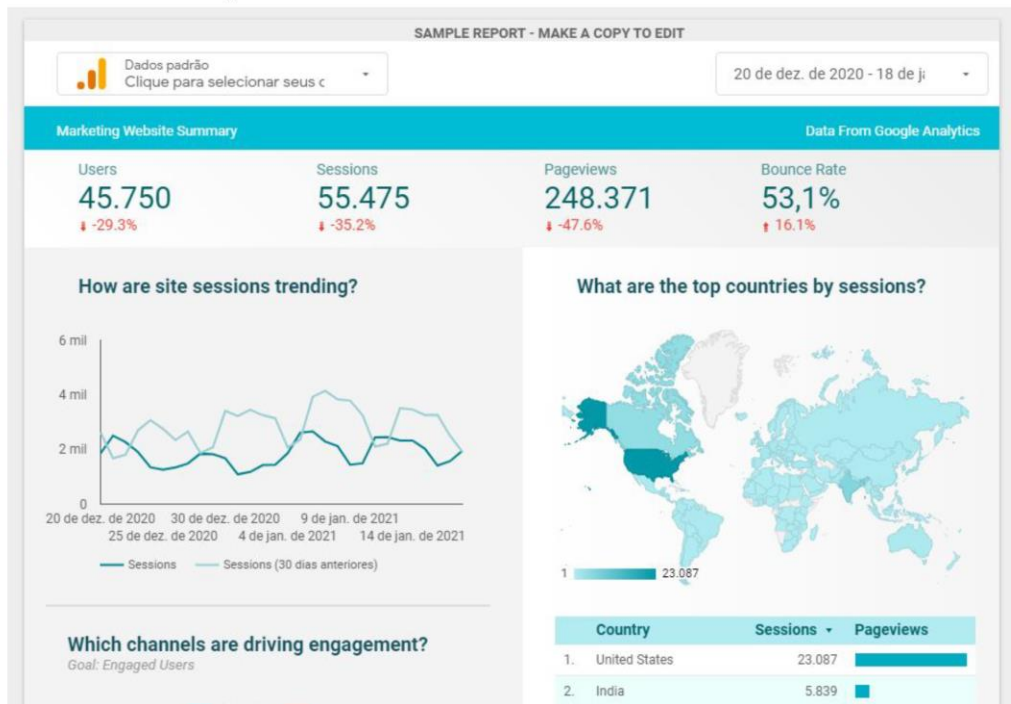 SAMPLE REPORT - MAKE A COPY TO EDIT
Dados padrão
Clique para selecionar seus c
20 de dez. de 2020 - 18 de ja
Marketing Website Summary
Data From Google Analytics
Users
45.750
-29.3%
Sessions
55.475
-35.2%
Pageviews
248.371
-47.6%
Bounce Rate
53,1%
16.1%
How are site sessions trending?
6 mil
4 mil
2 mil
0
20 de dez. de 2020 30 de dez. de 2020 9 de jan. de 2021
25 de dez. de 2020 4 de jan. de 2021 14 de jan. de 2021
Sessions Sessions (30 dias anteriores)
What are the top countries by sessions?
1 23.087
Country Sessions Pageviews
1. United States 23.087
2. India 5.839
Which channels are driving engagement?
Goal: Engaged Users